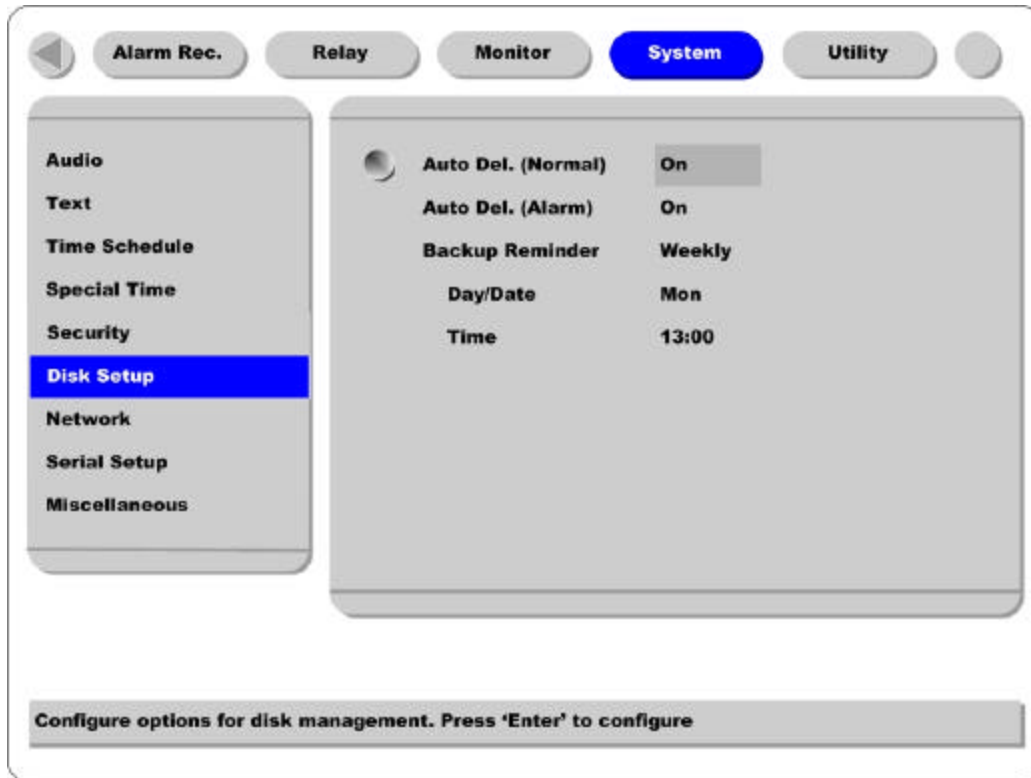 Alarm Rec. Relay Monitor System Utility
Audio
Text
Time Schedule
Special Time
Security
Disk Setup
Network
Serial Setup
Miscellaneous
Auto Del. (Normal) On
Auto Del. (Alarm) On
Backup Reminder Weekly
Day/Date Mon
Time 13:00
Configure options for disk management. Press ‘Enter’ to configure